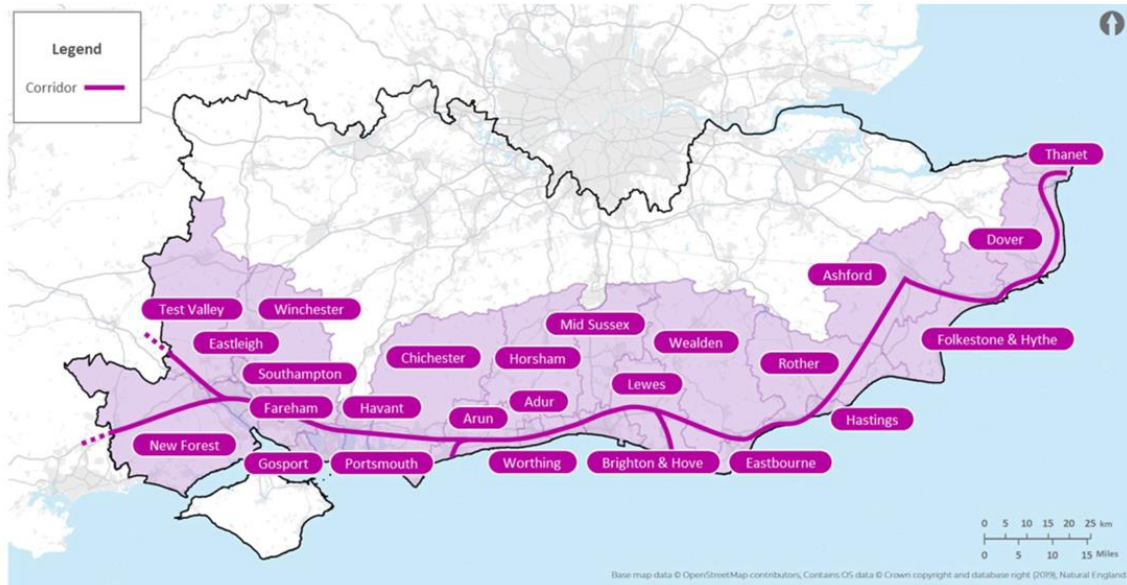 Legend
Corridor
Thanet
Dover
Ashford
Test Valley
Winchester
Mid Sussex
Eastleigh
Folkestone & Hythe
Wealden
Chichester
Horsham
Rother
Southampton
Lewes
Adur
Fareham
Havant
Arun
Hastings
New Forest
Gosport
Portsmouth
Worthing
Brighton & Hove
Eastbourne
0 5 10 15 20 25 km
0 5 10 15 Miles
Base map data © OpenStreetMap contributors, Contains OS data © Crown copyright and database right (2019), Natural England